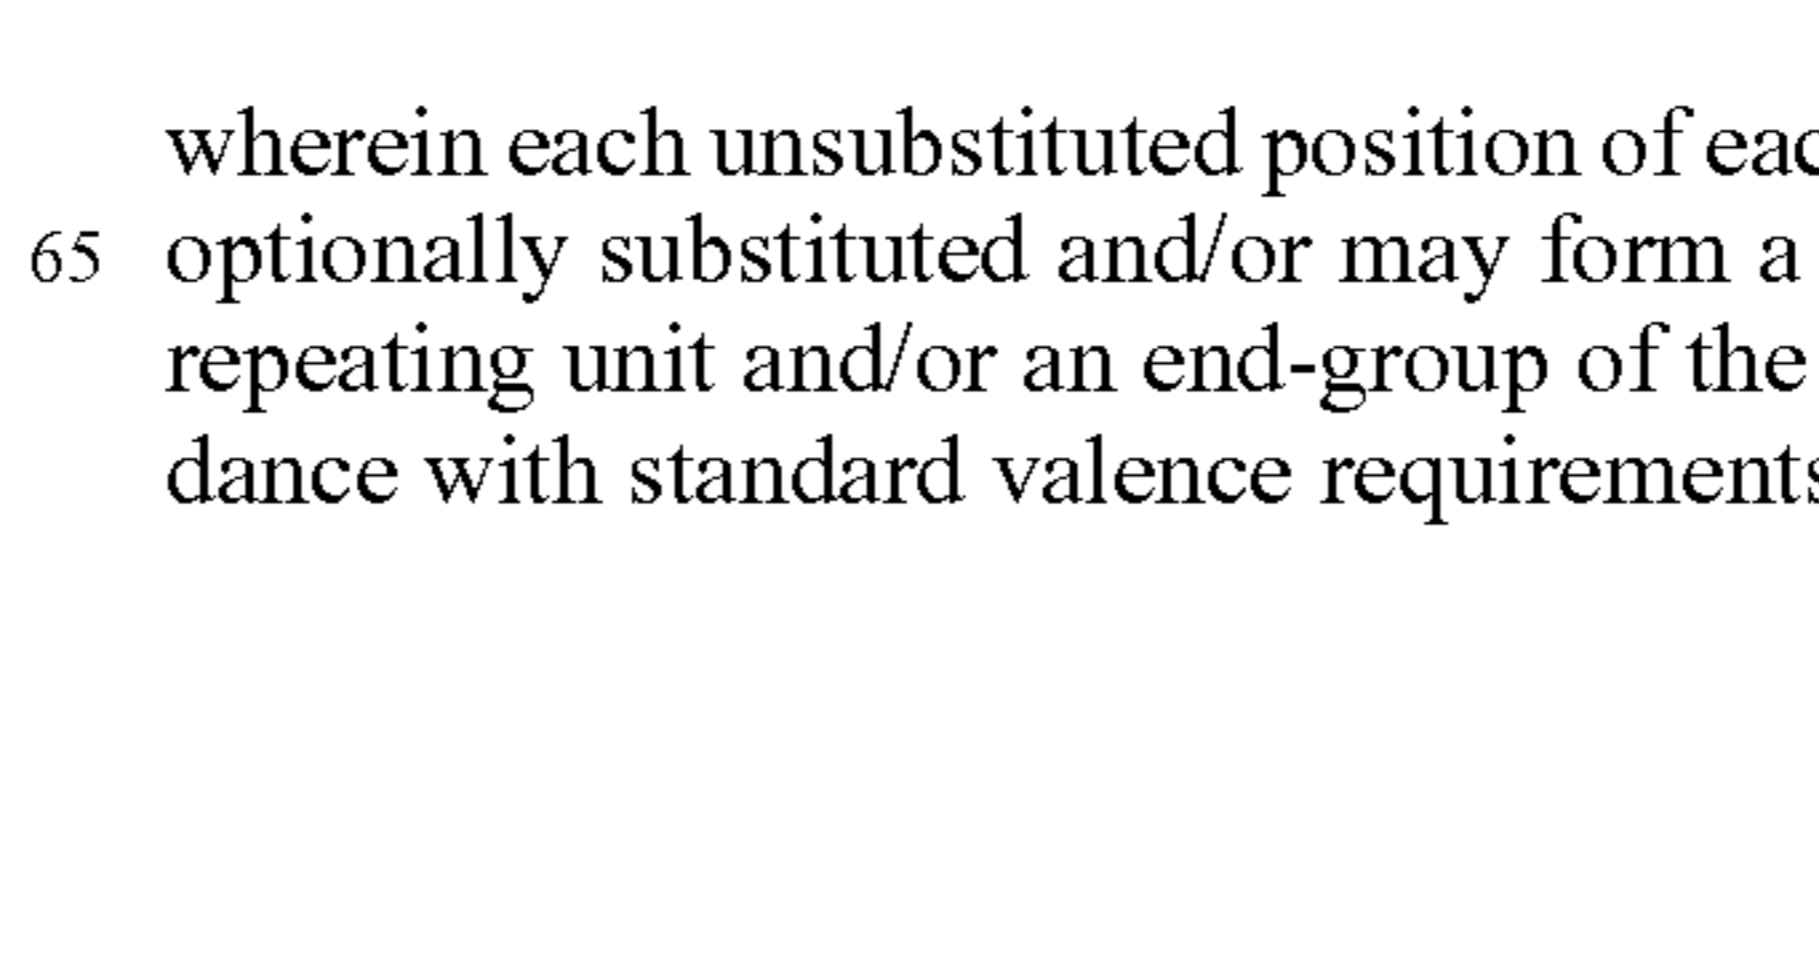 wherein each unsubstituted position of eac
65 optionally substituted and/or may form a
repeating unit and/or an end-group of the
dance with standard valence requirements